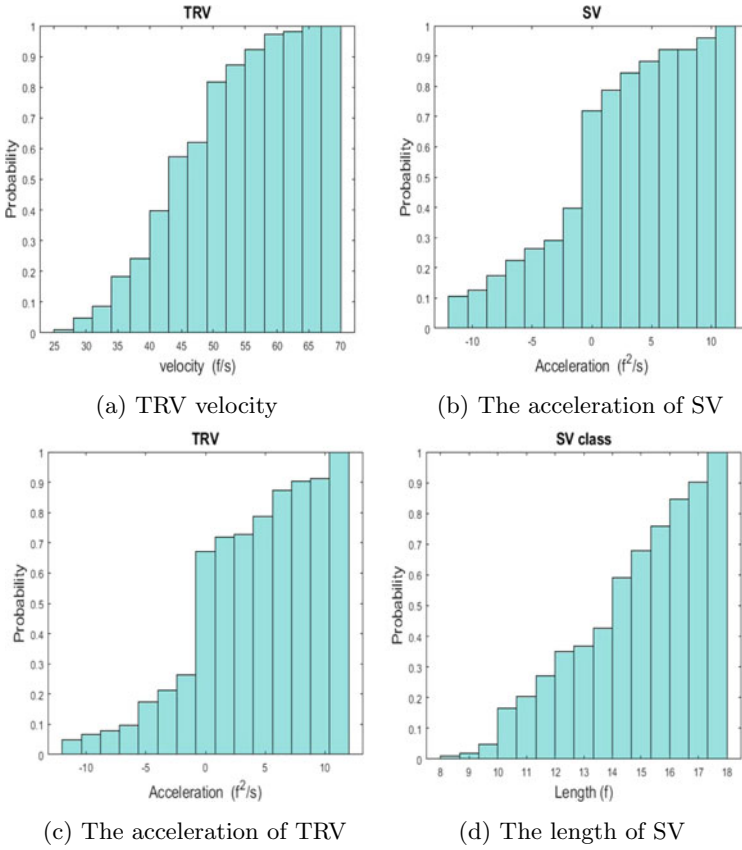 TRV
Probability
1
0.9
0.8
0.7
0.6
0.5
0.4
0.3
0.2
0.1
0
25 30 35 40 45 50 55 60 65 70
velocity (f/s)
(a) TRV velocity
SV
Probability
1
0.9
0.8
0.7
0.6
0.5
0.4
0.3
0.2
0.1
0
-10 -5 0 5 10
Acceleration (f²/s)
(b) The acceleration of SV
TRV
Probability
1
0.9
0.8
0.7
0.6
0.5
0.4
0.3
0.2
0.1
0
-10 -5 0 5 10
Acceleration (f²/s)
(c) The acceleration of TRV
SV class
Probability
1
0.9
0.8
0.7
0.6
0.5
0.4
0.3
0.2
0.1
0
8 9 10 11 12 13 14 15 16 17 18
Length (f)
(d) The length of SV